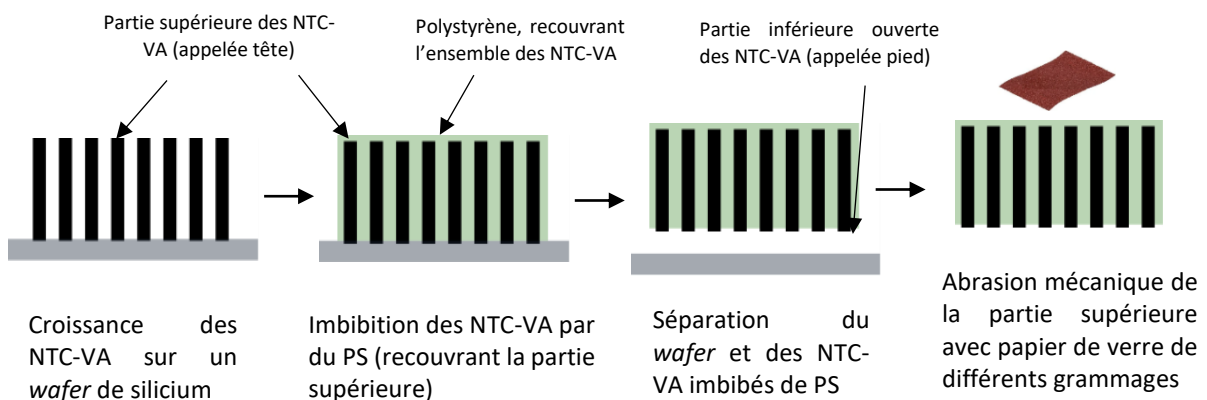 Partie supérieure des NTC-
VA (appelée tête)
Polystyrène, recouvrant
l'ensemble des NTC-VA
Partie inférieure ouverte
des NTC-VA (appelée pied)
Croissance des
NTC-VA sur un
wafer de silicium
Imbibition des NTC-VA par
du PS (recouvrant la partie
supérieure)
Séparation du
wafer et des NTC-
VA imbibés de PS
Abrasion mécanique de
la partie supérieure
avec papier de verre de
différents grammages